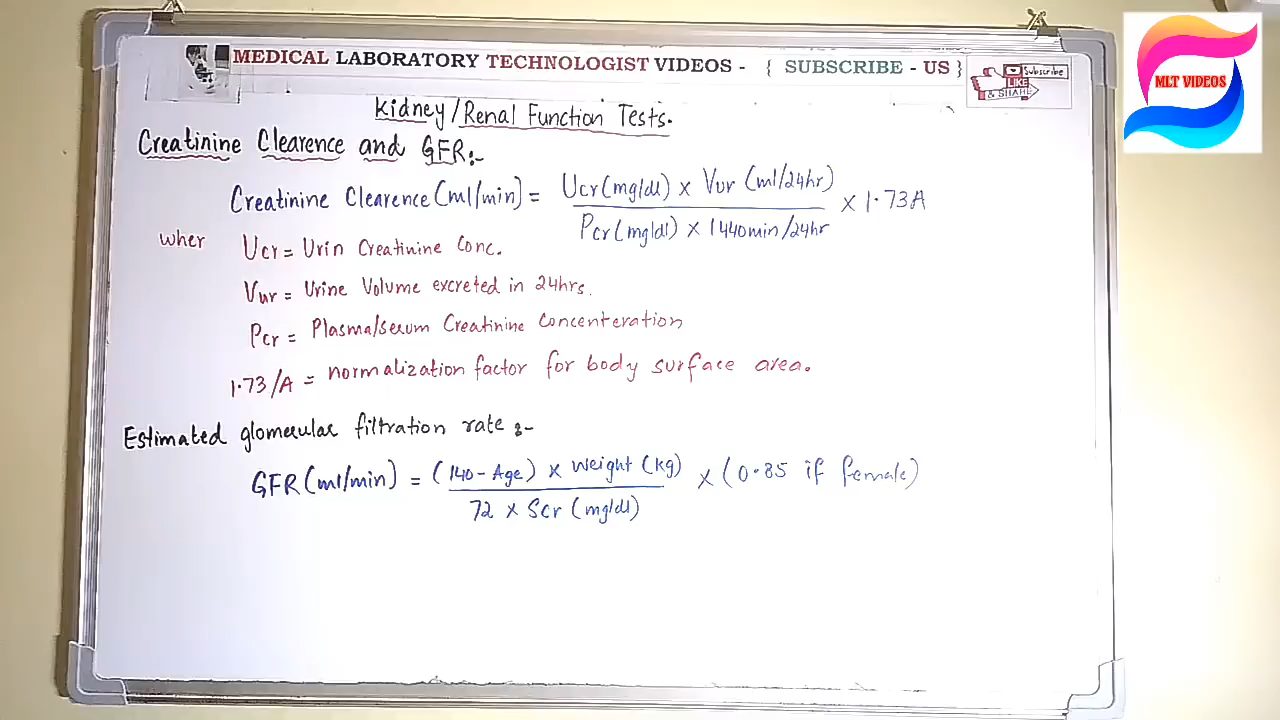 MEDICAL LABORATORY TECHNOLOGIST VIDEOS - { SUBSCRIBE - US }
Subscribe
LIKE
& SHARE
MLT VIDEOS
Kidney/Renal Function Tests.
Creatinine Clearence and GFR:-
Creatinine Clearence (ml/min) = Ucr(mg/dl) x Vur (ml/24hr) / Pcr(mg/dl) x 1440min/24hr x 1.73A
wher Ucr = Urin Creatinine Conc.
Vur = Urine Volume excreted in 24hrs.
Pcr = Plasma/serum Creatinine Concenteration
1.73/A = normalization factor for body surface area.
Estimated glomerular filtration rate :-
GFR(ml/min) = (140-Age) x weight (kg) / 72 x Scr (mg/dl) x (0.85 if female)